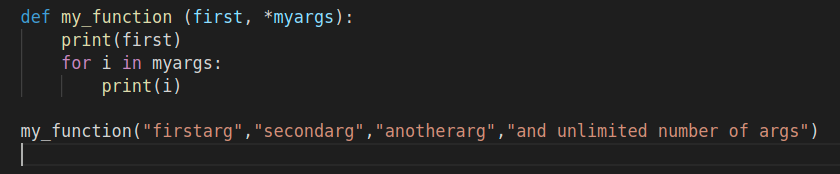 def my_function (first, *myargs):
    print(first)
    for i in myargs:
        print(i)

my_function("firstarg","secondarg","anotherarg","and unlimited number of args")